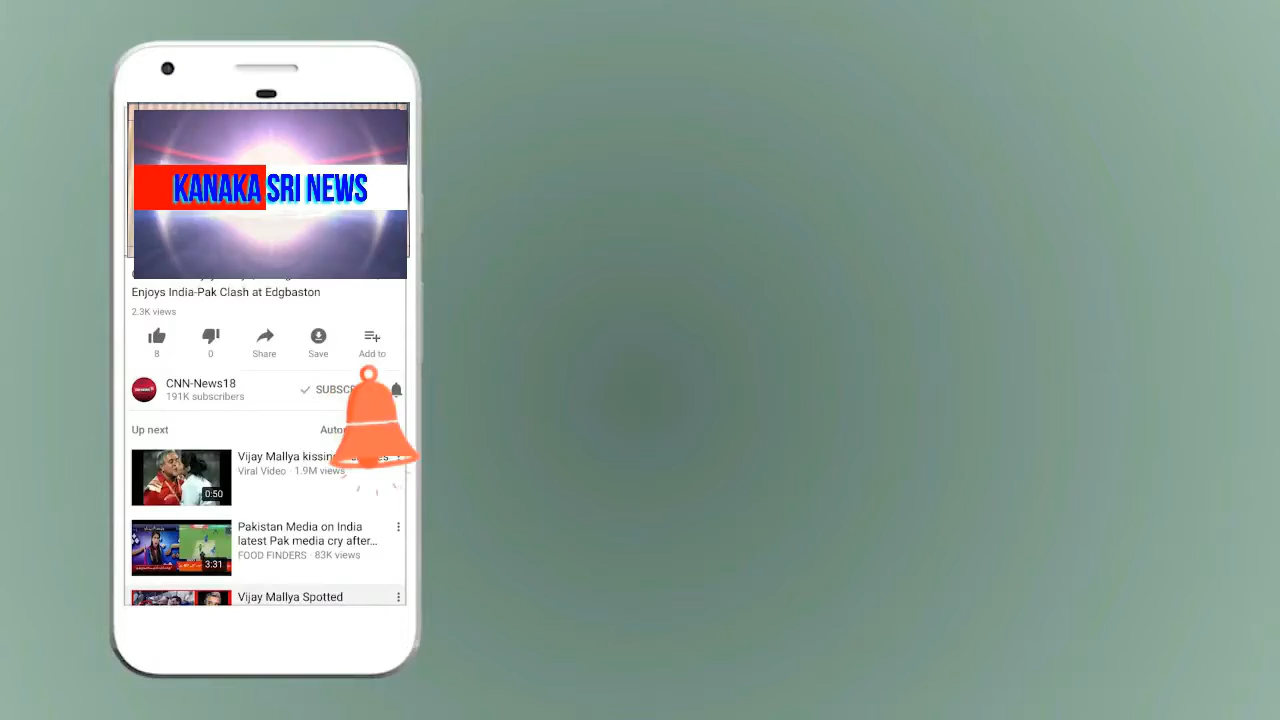 KANAKA SRI NEWS
Enjoys India-Pak Clash at Edgbaston
2.3K views
8
0
Share
Save
Add to
CNN-News18
191K subscribers
Up next
Vijay Mallya
Viral Video · 1.9M views
0:50
Pakistan Media on India
latest Pak media cry after...
FOOD FINDERS · 83K views
3:31
Vijay Mallya Spotted